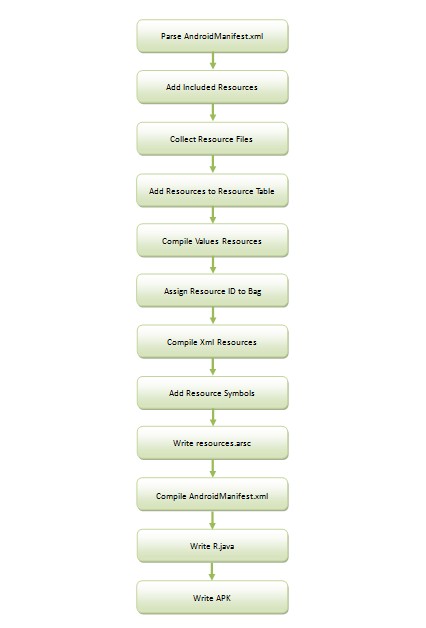 Parse AndroidManifest.xml
Add Included Resources
Collect Resource Files
Add Resources to Resource Table
Compile Values Resources
Assign Resource ID to Bag
Compile Xml Resources
Add Resource Symbols
Write resources.arsc
Compile AndroidManifest.xml
Write R.java
Write APK